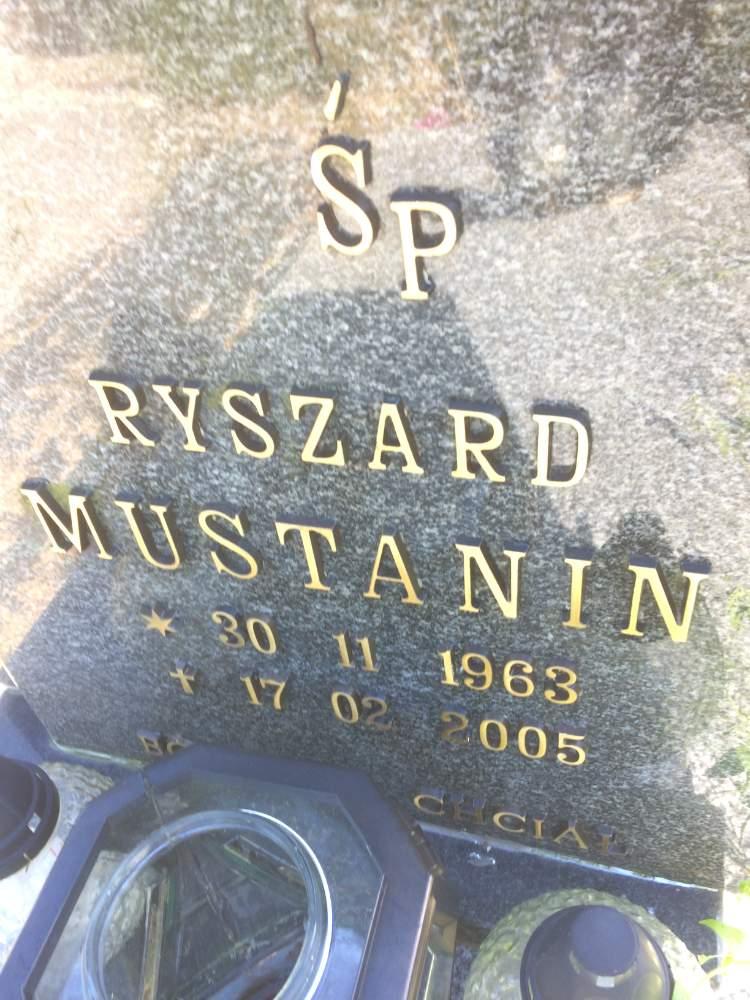 ŚP
RYSZARD
MUSTANIN
* 30 11 1963
✝ 17 02 2005
CHCIAŁ